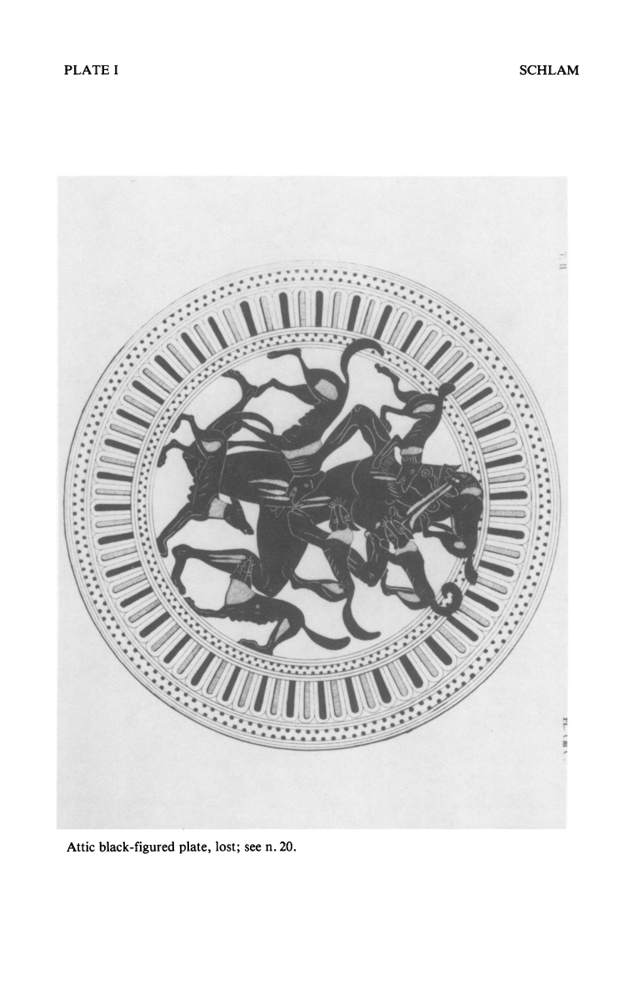 PLATE I
SCHLAM
Attic black-figured plate, lost; see n. 20.